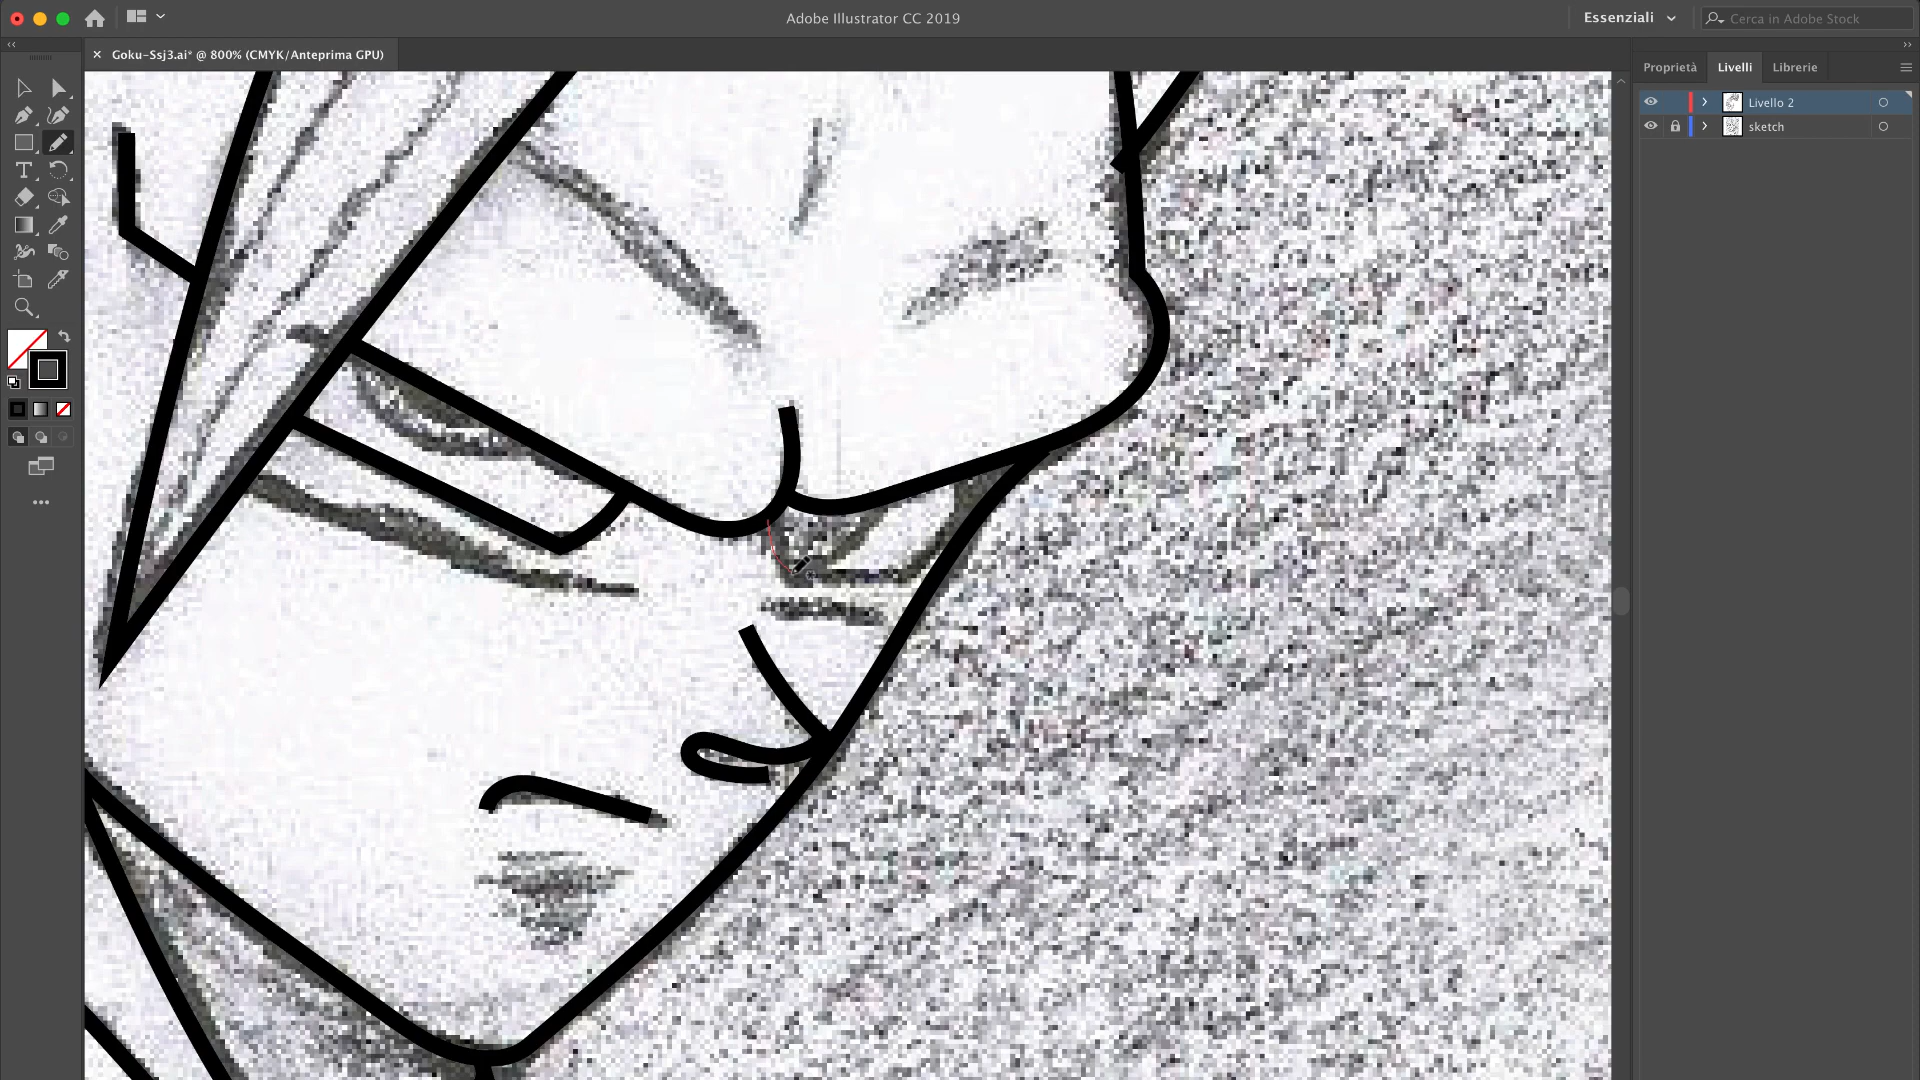 Adobe Illustrator CC 2019
Essenziali
Cerca in Adobe Stock
Goku-Ssj3.ai* @ 800% (CMYK/Anteprima GPU)
Proprietà
Livelli
Librerie
Livello 2
sketch